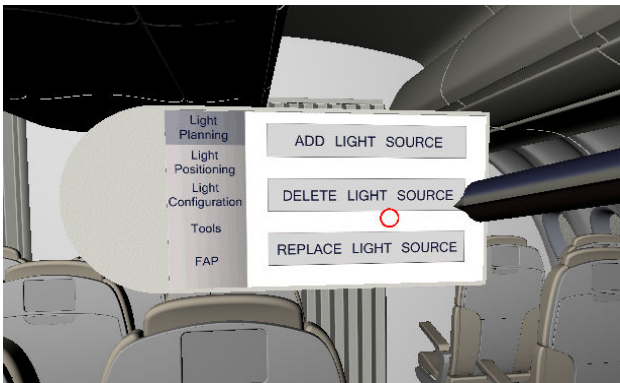 Light
Planning
Light
Positioning
Light
Configuration
Tools
FAP
ADD LIGHT SOURCE
DELETE LIGHT SOURCE
REPLACE LIGHT SOURCE